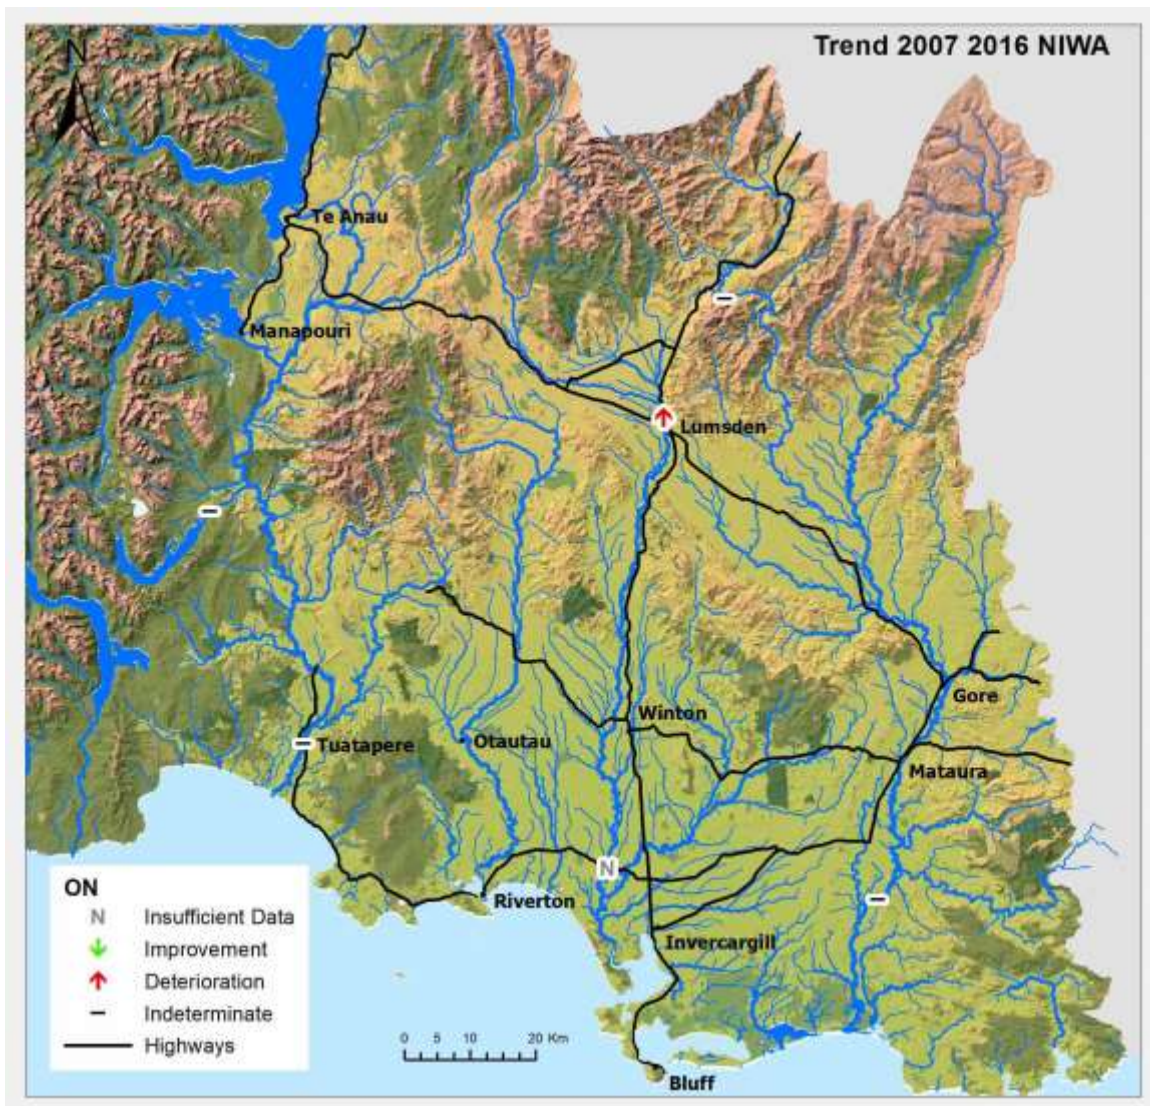 Trend 2007 2016 NIWA
N
Te Anau
Manapouri
Lumsden
Gore
Winton
Tuatapere
Otautau
Mataura
N
Riverton
Invercargill
Bluff
ON
N Insufficient Data
Improvement
Deterioration
Indeterminate
Highways
0 5 10 20 Km